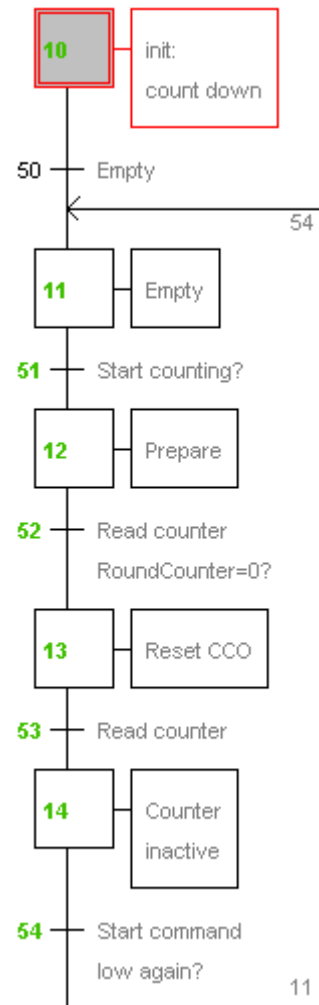 10
init:
count down
50
Empty
54
11
Empty
51
Start counting?
12
Prepare
52
Read counter
RoundCounter=0?
13
Reset CCO
53
Read counter
14
Counter
inactive
54
Start command
low again?
11